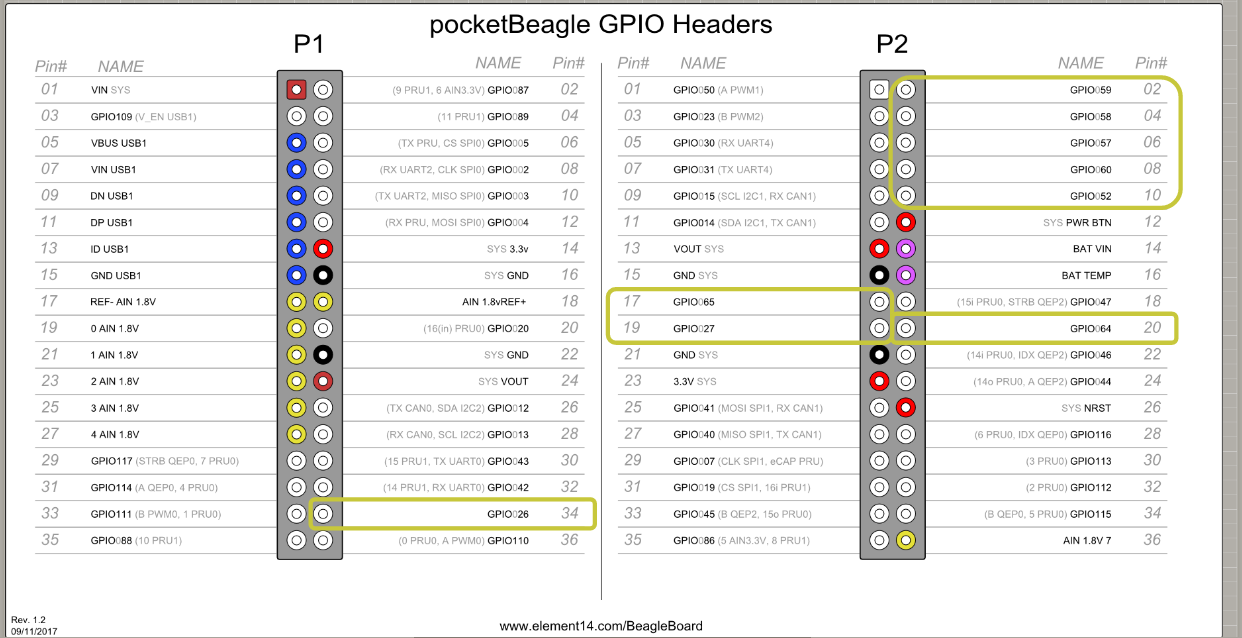 pocketBeagle GPIO Headers
P1 P2
Pin# NAME NAME Pin# Pin# NAME NAME Pin#
01 VIN SYS (9 PRU1, 6 AIN3.3V) GPIO087 02 01 GPIO050 (A PWM1) GPIO059 02
03 GPIO109 (V_EN USB1) (11 PRU1) GPIO089 04 03 GPIO023 (B PWM2) GPIO058 04
05 VBUS USB1 (TX PRU, CS SPI0) GPIO005 06 05 GPIO030 (RX UART4) GPIO057 06
07 VIN USB1 (RX UART2, CLK SPI0) GPIO002 08 07 GPIO031 (TX UART4) GPIO060 08
09 DN USB1 (TX UART2, MISO SPI0) GPIO003 10 09 GPIO015 (SCL I2C1, RX CAN1) GPIO052 10
11 DP USB1 (RX PRU, MOSI SPI0) GPIO004 12 11 GPIO014 (SDA I2C1, TX CAN1) SYS PWR BTN 12
13 ID USB1 SYS 3.3v 14 13 VOUT SYS BAT VIN 14
15 GND USB1 SYS GND 16 15 GND SYS BAT TEMP 16
17 REF- AIN 1.8V AIN 1.8vREF+ 18 17 GPIO065 (15i PRU0, STRB QEP2) GPIO047 18
19 0 AIN 1.8V (16(in) PRU0) GPIO020 20 19 GPIO027 GPIO064 20
21 1 AIN 1.8V SYS GND 22 21 GND SYS (14i PRU0, IDX QEP2) GPIO046 22
23 2 AIN 1.8V SYS VOUT 24 23 3.3V SYS (14o PRU0, A QEP2) GPIO044 24
25 3 AIN 1.8V (TX CAN0, SDA I2C2) GPIO012 26 25 GPIO041 (MOSI SPI1, RX CAN1) SYS NRST 26
27 4 AIN 1.8V (RX CAN0, SCL I2C2) GPIO013 28 27 GPIO040 (MISO SPI1, TX CAN1) (6 PRU0, IDX QEP0) GPIO116 28
29 GPIO117 (STRB QEP0, 7 PRU0) (15 PRU1, TX UART0) GPIO043 30 29 GPIO007 (CLK SPI1, eCAP PRU) (3 PRU0) GPIO113 30
31 GPIO114 (A QEP0, 4 PRU0) (14 PRU1, RX UART0) GPIO042 32 31 GPIO019 (CS SPI1, 16i PRU1) (2 PRU0) GPIO112 32
33 GPIO111 (B PWM0, 1 PRU0) GPIO026 34 33 GPIO045 (B QEP2, 15o PRU0) (B QEP0, 5 PRU0) GPIO115 34
35 GPIO088 (10 PRU1) (0 PRU0, A PWM0) GPIO110 36 35 GPIO086 (5 AIN3.3V, 8 PRU1) AIN 1.8V 7 36
Rev. 1.2
09/11/2017
www.element14.com/BeagleBoard